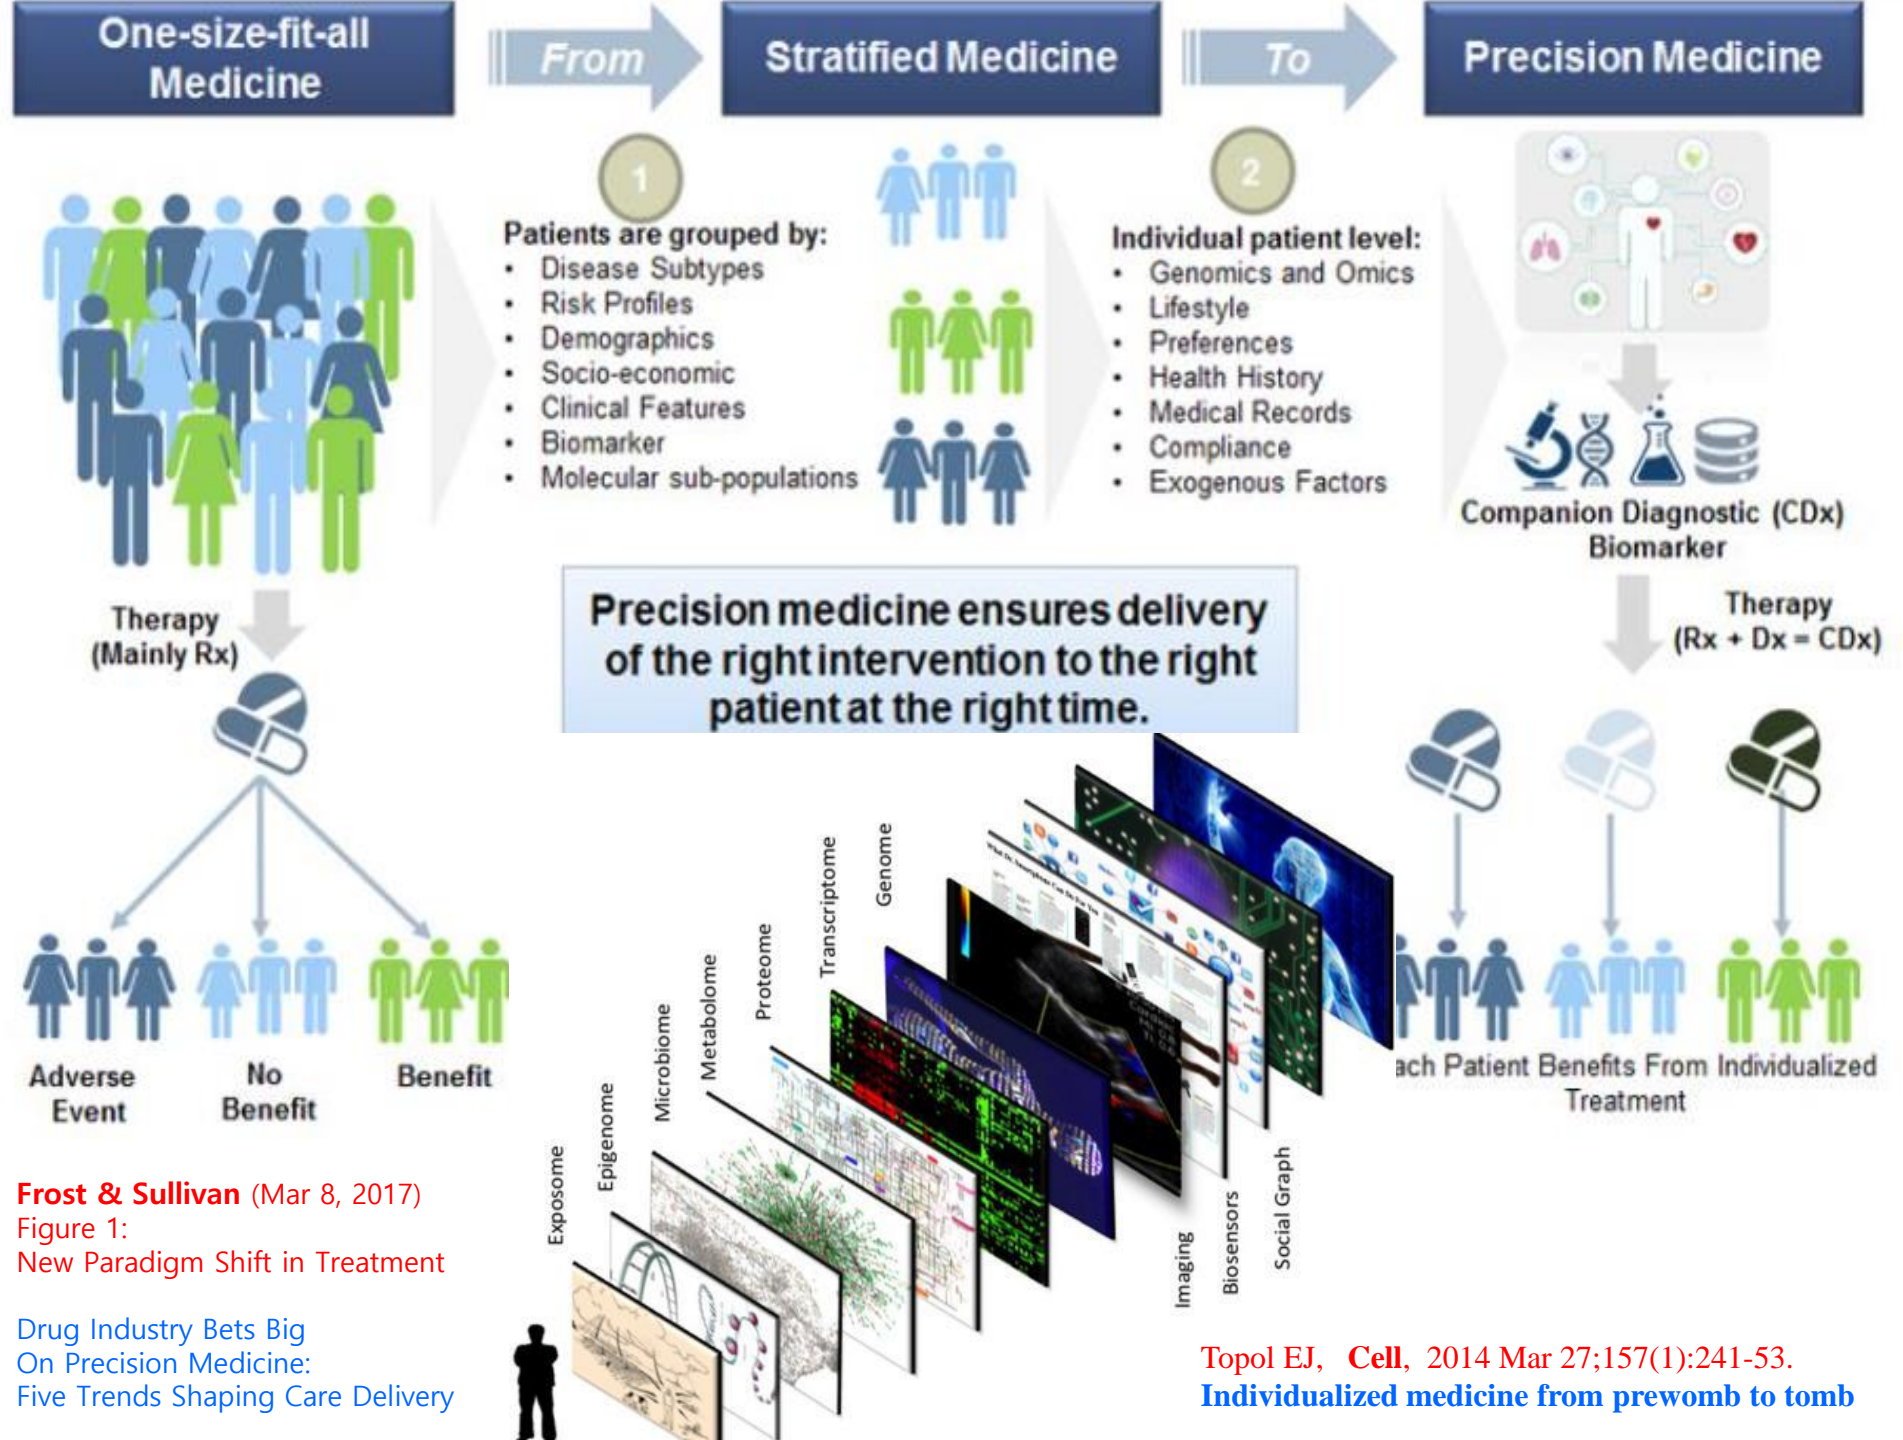 One-size-fit-all
Medicine
From
Stratified Medicine
To
Precision Medicine
1
Patients are grouped by:
• Disease Subtypes
• Risk Profiles
• Demographics
• Socio-economic
• Clinical Features
• Biomarker
• Molecular sub-populations
2
Individual patient level:
• Genomics and Omics
• Lifestyle
• Preferences
• Health History
• Medical Records
• Compliance
• Exogenous Factors
Companion Diagnostic (CDx)
Biomarker
Therapy
(Mainly Rx)
Therapy
(Rx + Dx = CDx)
Precision medicine ensures delivery
of the right intervention to the right
patient at the right time.
Adverse
Event
No
Benefit
Benefit
ach Patient Benefits From Individualized
Treatment
Exposome
Epigenome
Microbiome
Metabolome
Proteome
Transcriptome
Genome
Imaging
Biosensors
Social Graph
What Dr. Smartphone Can Do For You
Frost & Sullivan (Mar 8, 2017)
Figure 1:
New Paradigm Shift in Treatment
Drug Industry Bets Big
On Precision Medicine:
Five Trends Shaping Care Delivery
Topol EJ, Cell, 2014 Mar 27;157(1):241-53.
Individualized medicine from prewomb to tomb